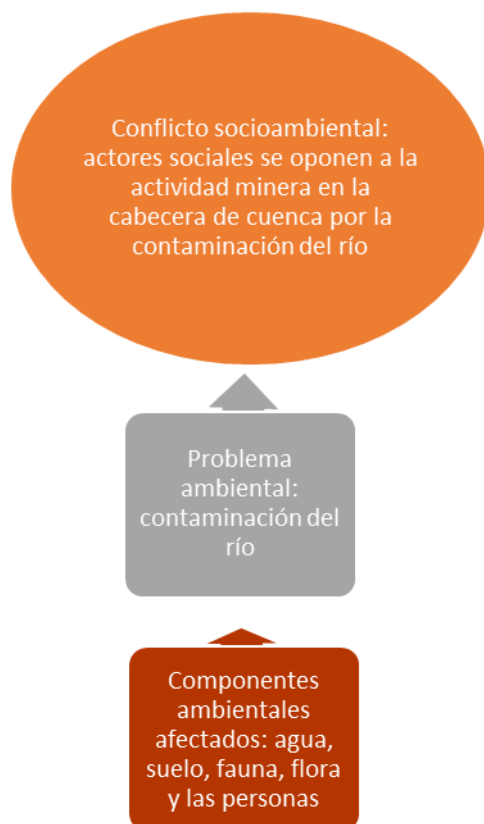 Conflicto socioambiental:
actores sociales se oponen a la
actividad minera en la
cabecera de cuenca por la
contaminación del río
Problema
ambiental:
contaminación del
río
Componentes
ambientales
afectados: agua,
suelo, fauna, flora
y las personas